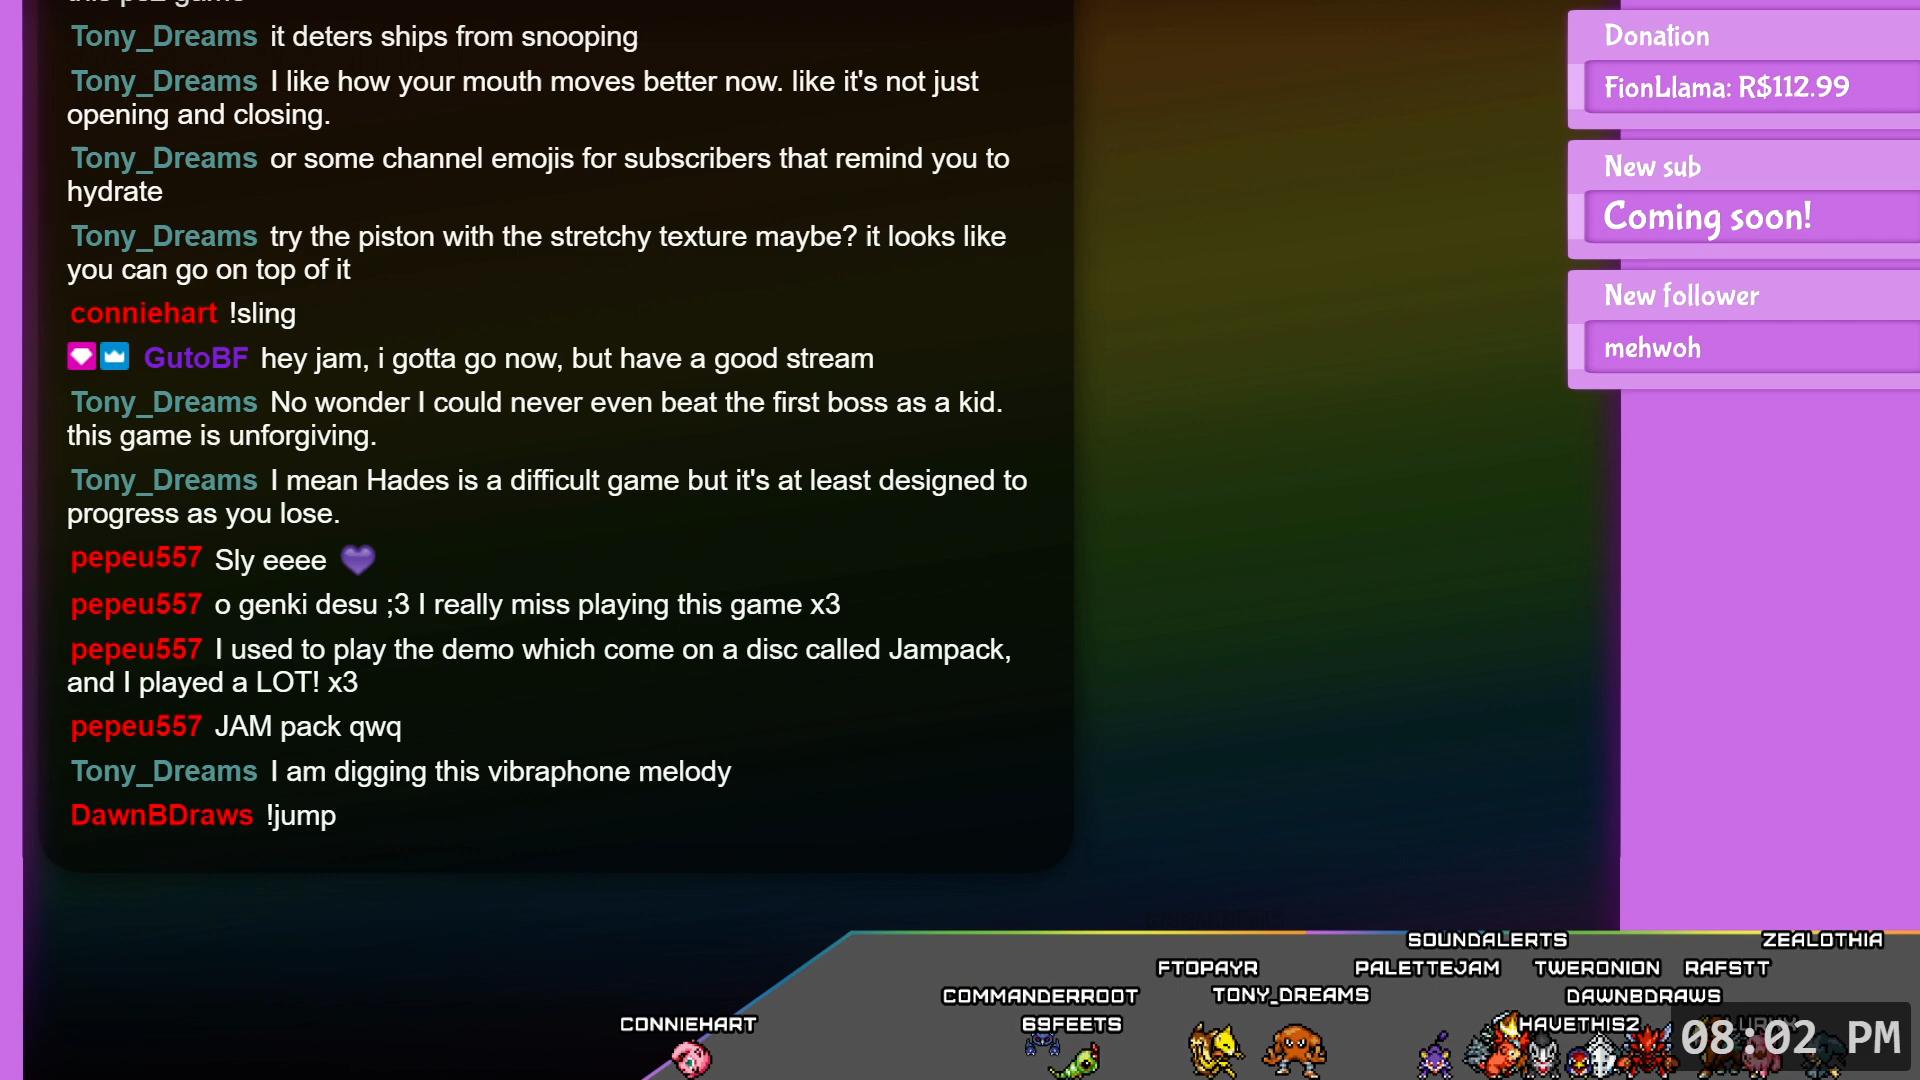 this ps2 game
Tony_Dreams it deters ships from snooping
Tony_Dreams I like how your mouth moves better now. like it's not just
opening and closing.
Tony_Dreams or some channel emojis for subscribers that remind you to
hydrate
Tony_Dreams try the piston with the stretchy texture maybe? it looks like
you can go on top of it
conniehart !sling
GutoBF hey jam, i gotta go now, but have a good stream
Tony_Dreams No wonder I could never even beat the first boss as a kid.
this game is unforgiving.
Tony_Dreams I mean Hades is a difficult game but it's at least designed to
progress as you lose.
pepeu557 Sly eeee 💜
pepeu557 o genki desu ;3 I really miss playing this game x3
pepeu557 I used to play the demo which come on a disc called Jampack,
and I played a LOT! x3
pepeu557 JAM pack qwq
Tony_Dreams I am digging this vibraphone melody
DawnBDraws !jump
Donation
FionLlama: R$112.99
New sub
Coming soon!
New follower
mehwoh
SOUNDALERTS
ZEALOTHIA
FTOPAYR
PALETTEJAM
TWERONION
RAFSTT
COMMANDERROOT
TONY_DREAMS
DAWNBDRAWS
CONNIEHART
69FEETS
HAVETHIS2
08:02 PM